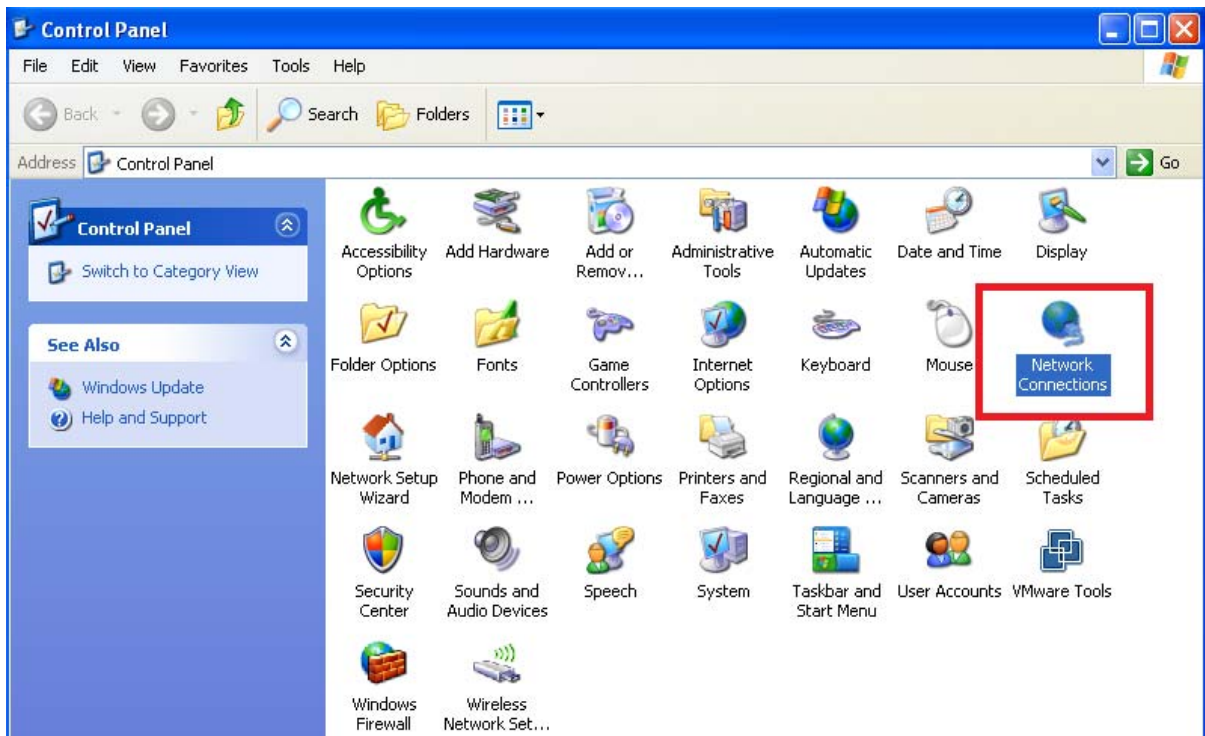 Control Panel
File Edit View Favorites Tools Help
Back Search Folders
Address Control Panel Go
Control Panel
Switch to Category View
See Also
Windows Update
Help and Support
Accessibility Options
Add Hardware
Add or Remov...
Administrative Tools
Automatic Updates
Date and Time
Display
Folder Options
Fonts
Game Controllers
Internet Options
Keyboard
Mouse
Network Connections
Network Setup Wizard
Phone and Modem ...
Power Options
Printers and Faxes
Regional and Language ...
Scanners and Cameras
Scheduled Tasks
Security Center
Sounds and Audio Devices
Speech
System
Taskbar and Start Menu
User Accounts
VMware Tools
Windows Firewall
Wireless Network Set...